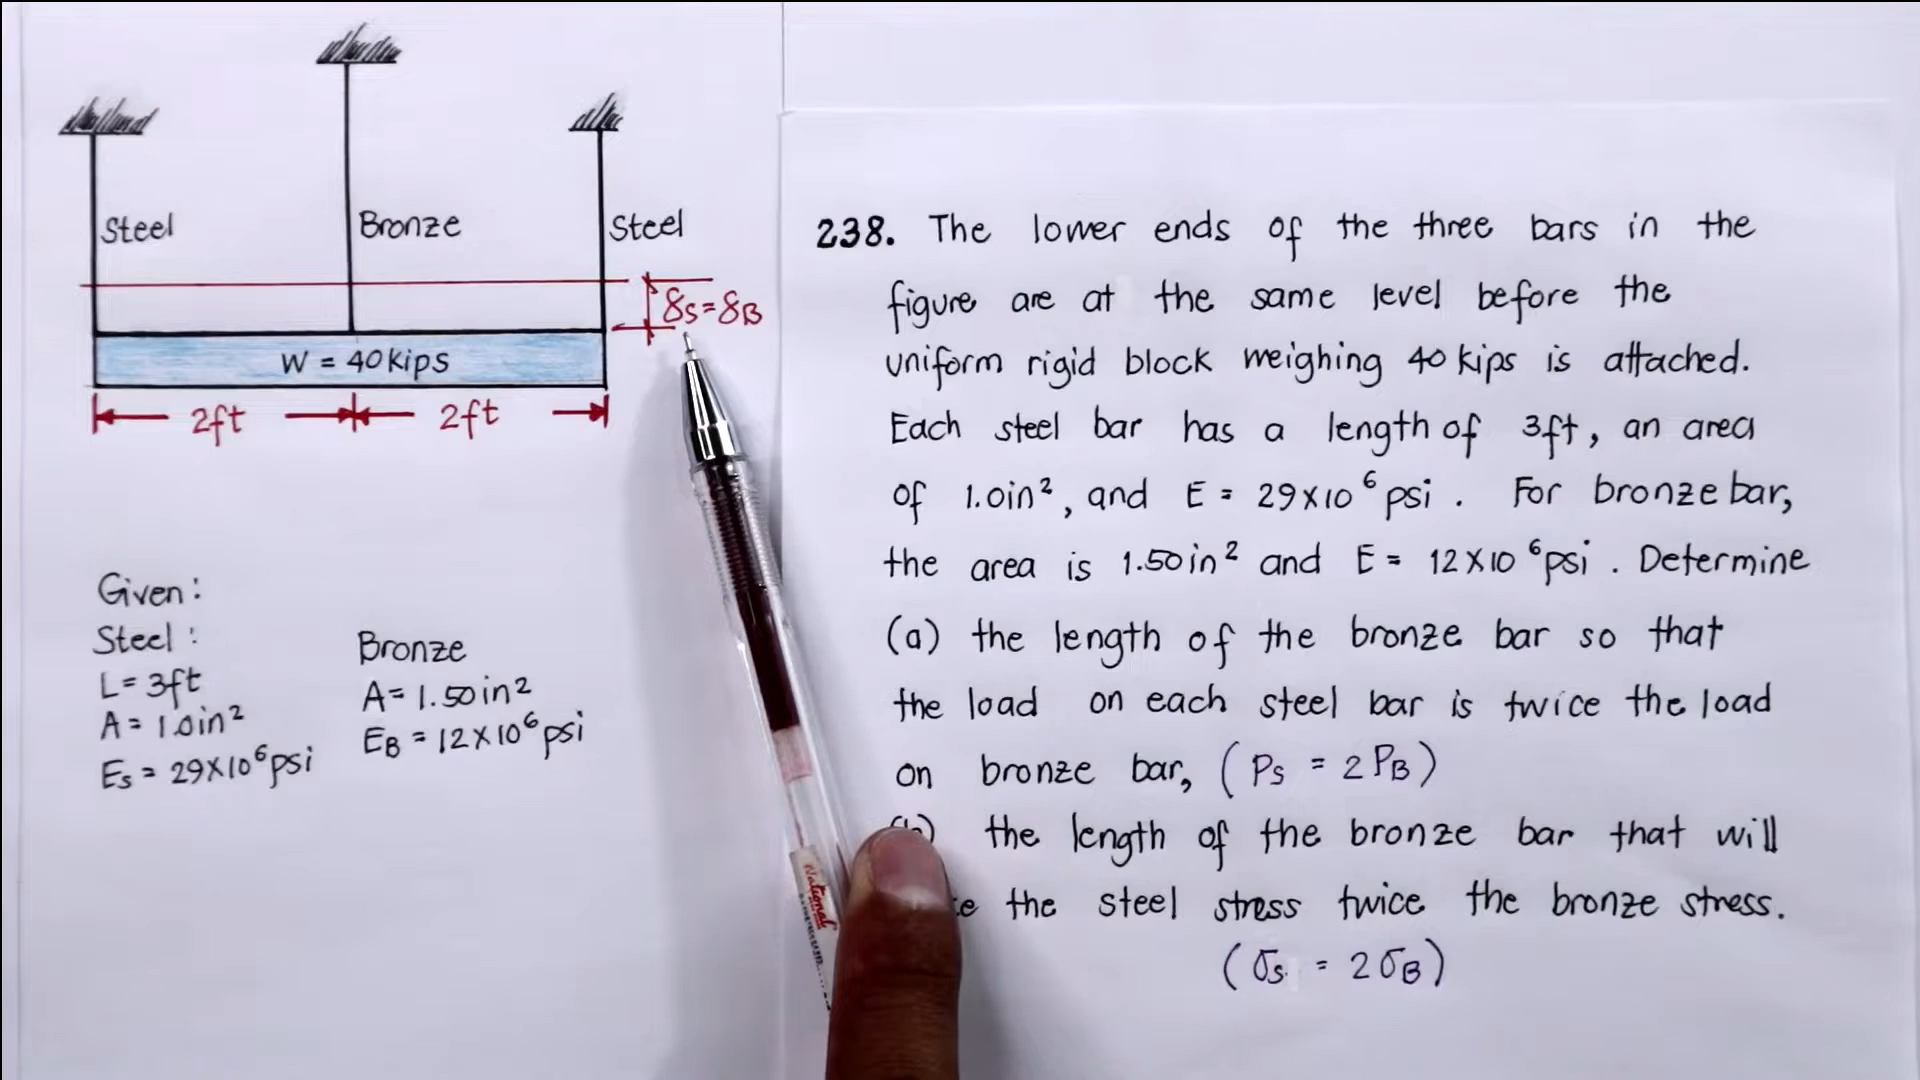 Steel
Bronze
Steel
δs=δB
W = 40kips
2ft
2ft
Given:
Steel:
L=3ft
A=1.0in²
Es = 29x10⁶psi
Bronze
A=1.50in²
EB = 12x10⁶psi
238. The lower ends of the three bars in the
figure are at the same level before the
uniform rigid block weighing 40 kips is attached.
Each steel bar has a length of 3ft, an area
of 1.0in², and E = 29x10⁶ psi. For bronze bar,
the area is 1.50in² and E = 12x10⁶psi. Determine
(a) the length of the bronze bar so that
the load on each steel bar is twice the load
on bronze bar, (Ps = 2PB)
the length of the bronze bar that will
the steel stress twice the bronze stress.
(σs = 2σB)
National